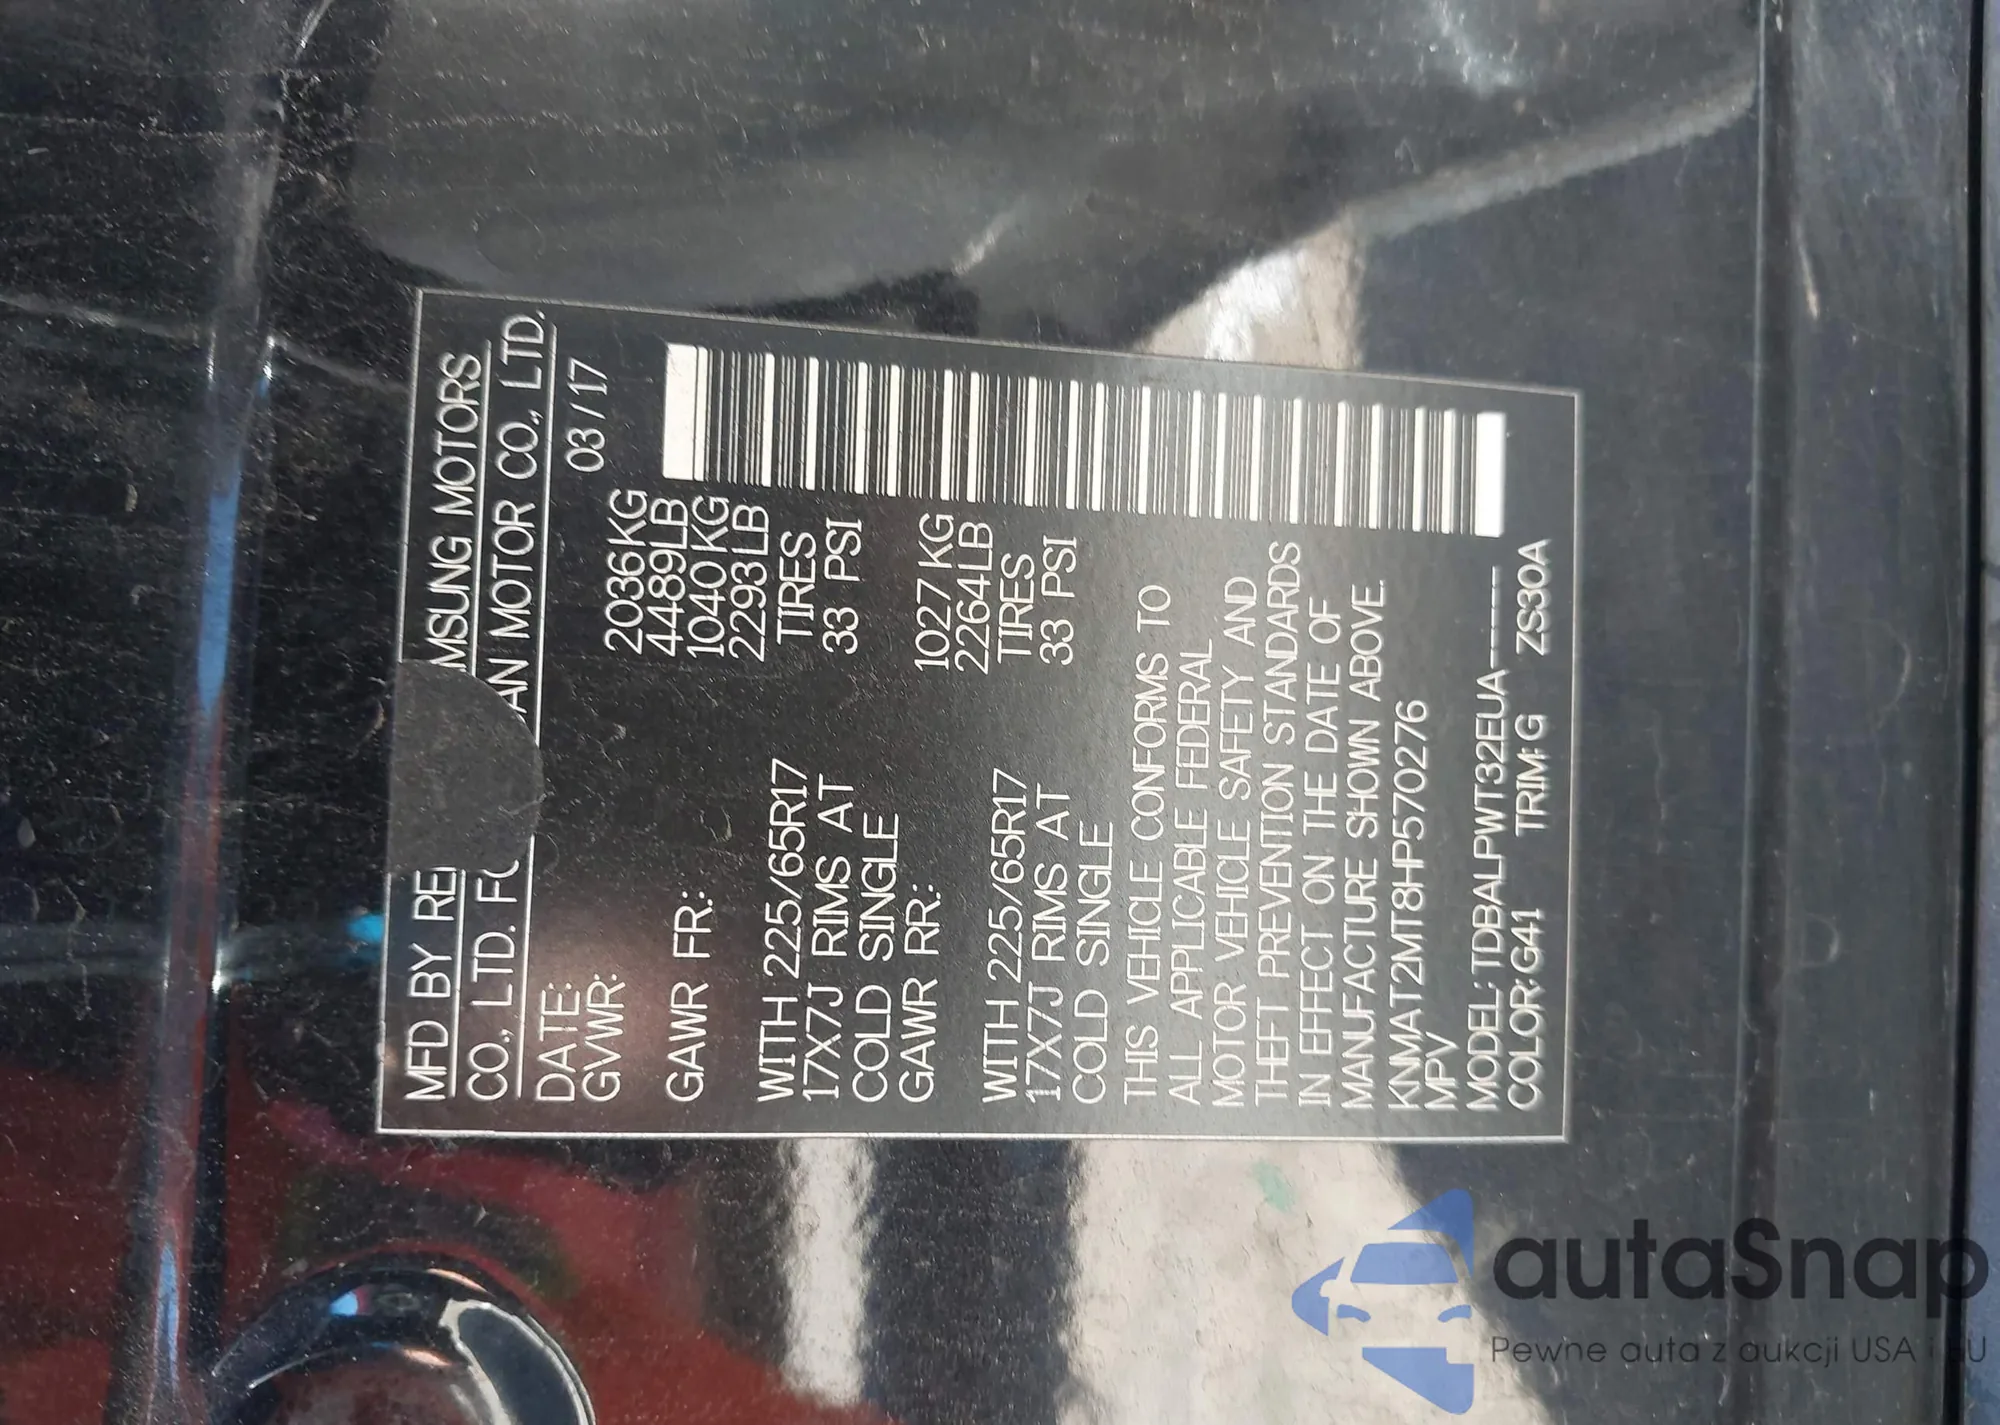 MFD BY RE MSUNG MOTORS
CO., LTD. F AN MOTOR CO., LTD.
DATE: 03/17
GVWR: 2036KG
4489LB
GAWR FR: 1040KG
2293LB
WITH 225/65R17 TIRES
17X7J RIMS AT 33 PSI
COLD SINGLE
GAWR RR: 1027KG
2264LB
WITH 225/65R17 TIRES
17X7J RIMS AT 33 PSI
COLD SINGLE
THIS VEHICLE CONFORMS TO
ALL APPLICABLE FEDERAL
MOTOR VEHICLE SAFETY AND
THEFT PREVENTION STANDARDS
IN EFFECT ON THE DATE OF
MANUFACTURE SHOWN ABOVE.
KNMAT2MT8HP570276
MPV
MODEL: TDBALPWT32EUA-----
COLOR: G41 TRIM: G ZS30A
autaSnap
Pewne auta z aukcji USA i EU